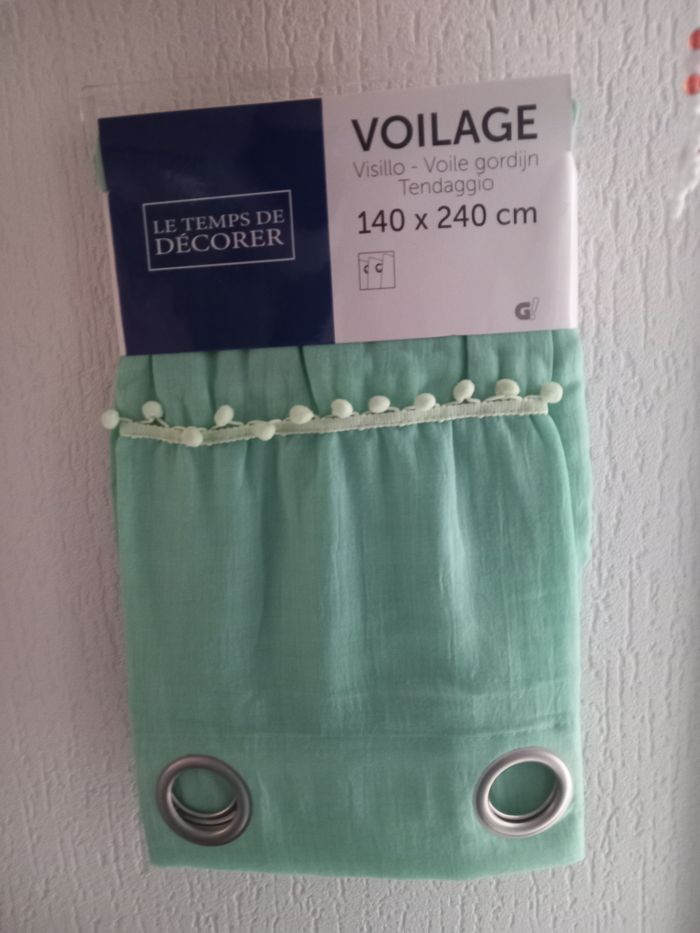 LE TEMPS DE
DÉCORER
VOILAGE
Visillo - Voile gordijn
Tendaggio
140 x 240 cm
G!